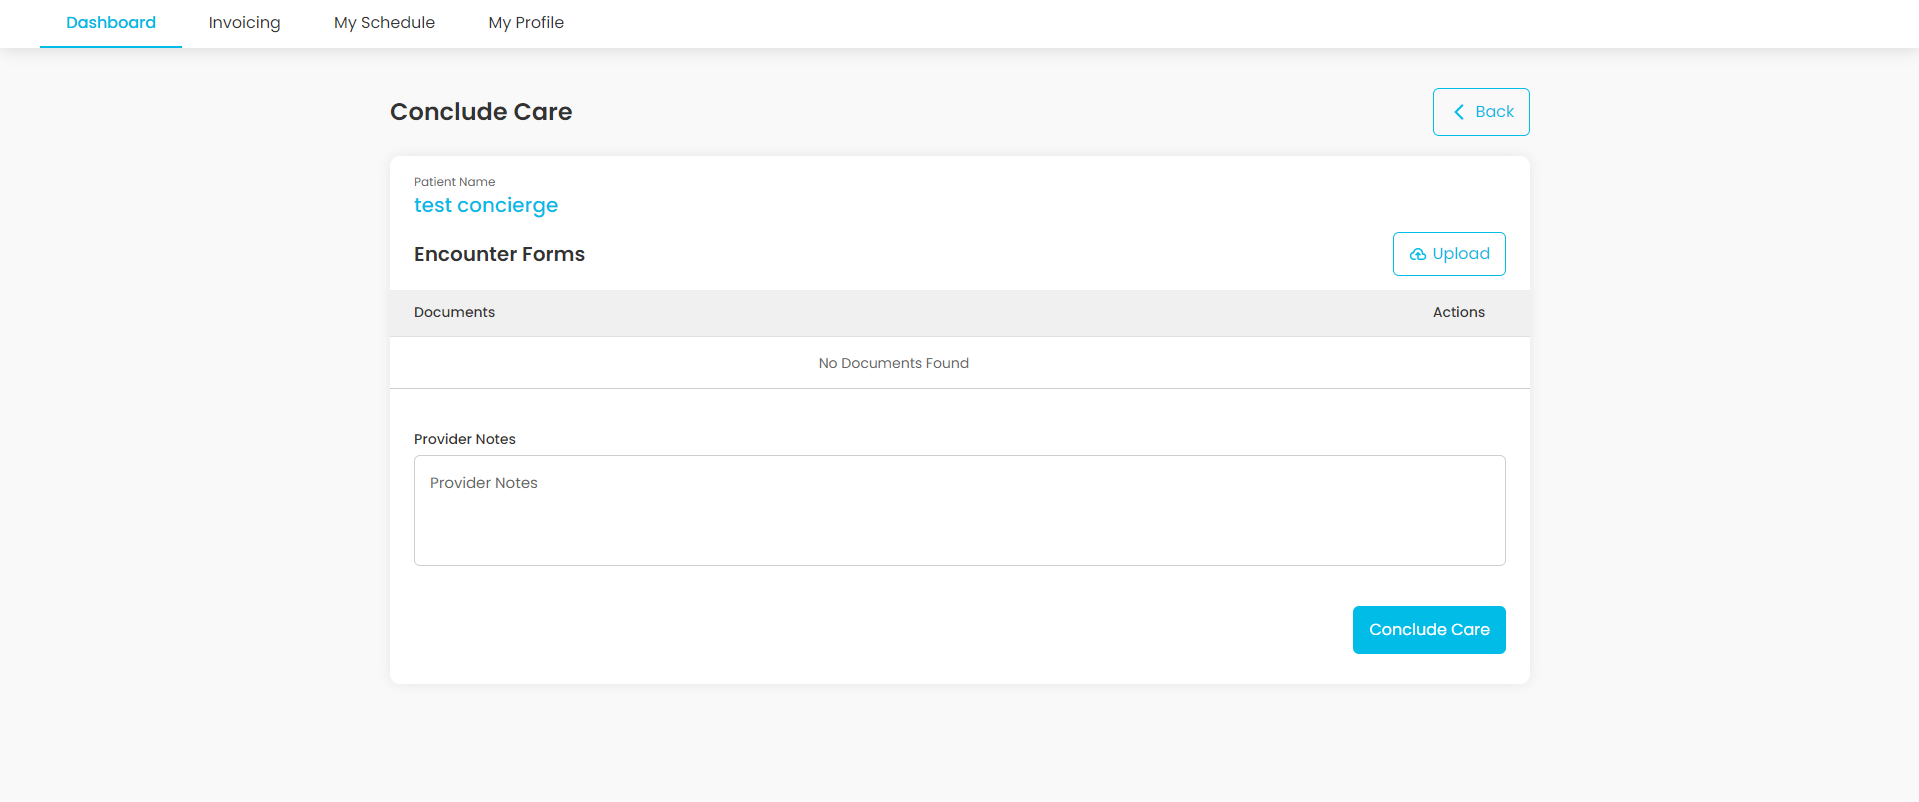 Dashboard Invoicing My Schedule My Profile
Conclude Care Back
Patient Name
test concierge
Encounter Forms Upload
Documents Actions
No Documents Found
Provider Notes
Provider Notes
Conclude Care